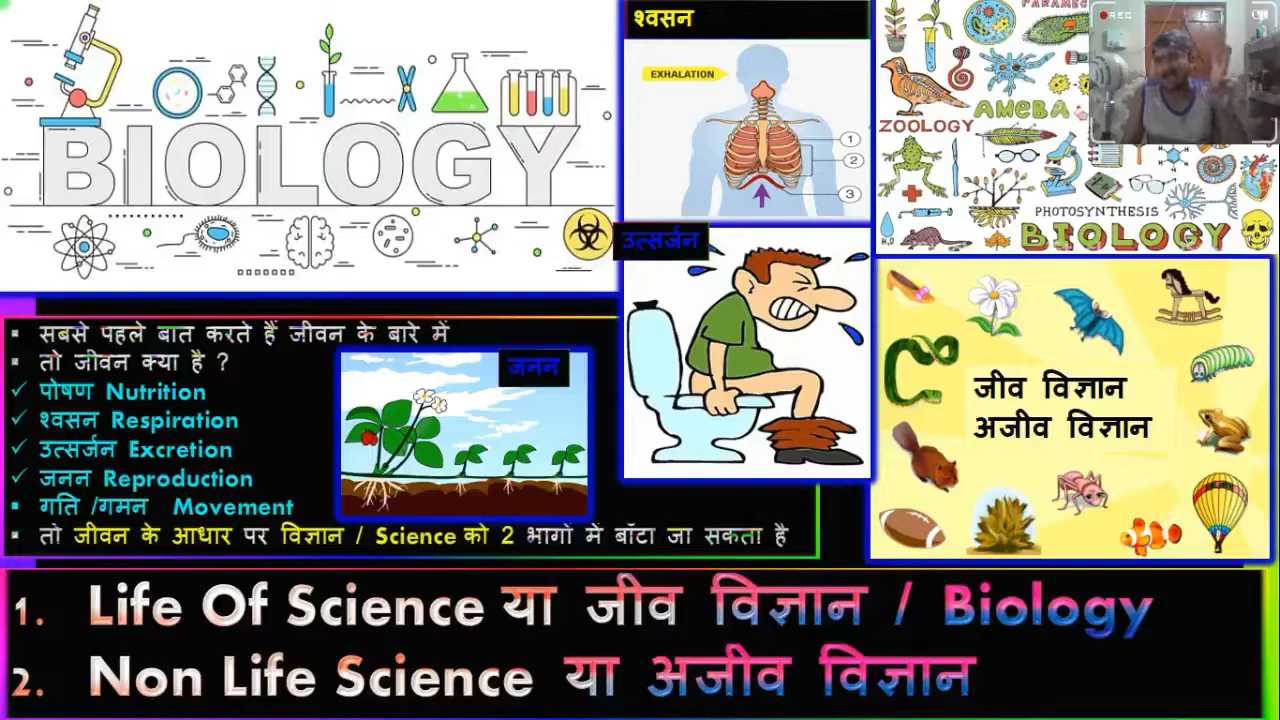 BIOLOGY
श्वसन
EXHALATION
1
2
3
ZOOLOGY
AMEBA
PHOTOSYNTHESIS
H₂O
BIOLOGY
REC
उत्सर्जन
सबसे पहले बात करते हैं जीवन के बारे में
तो जीवन क्या है ?
पोषण Nutrition
श्वसन Respiration
उत्सर्जन Excretion
जनन Reproduction
गति /गमन Movement
तो जीवन के आधार पर विज्ञान / Science को 2 भागों में बाँटा जा सकता है
जनन
जीव विज्ञान
अजीव विज्ञान
1. Life Of Science या जीव विज्ञान / Biology
2. Non Life Science या अजीव विज्ञान